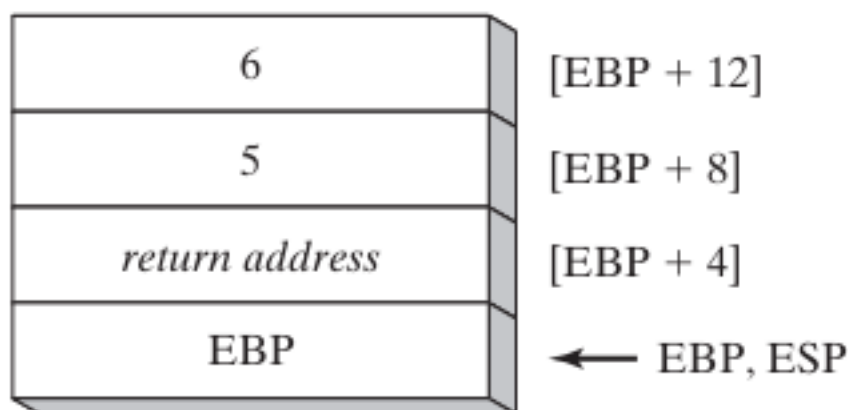 6 [EBP + 12]
5 [EBP + 8]
return address [EBP + 4]
EBP EBP, ESP